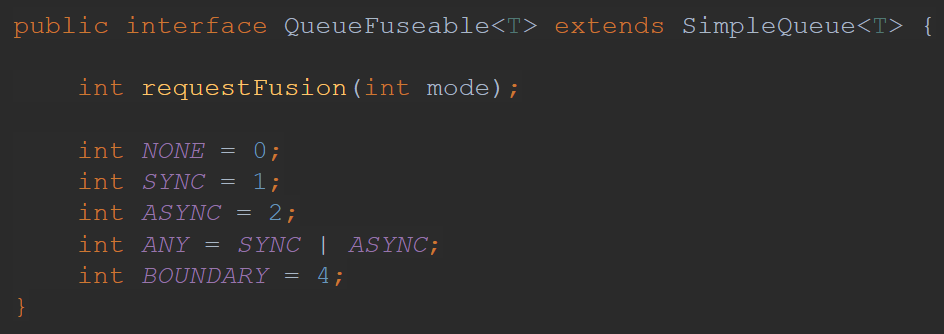 public interface QueueFuseable<T> extends SimpleQueue<T> {
int requestFusion(int mode);
int NONE = 0;
int SYNC = 1;
int ASYNC = 2;
int ANY = SYNC | ASYNC;
int BOUNDARY = 4;
}